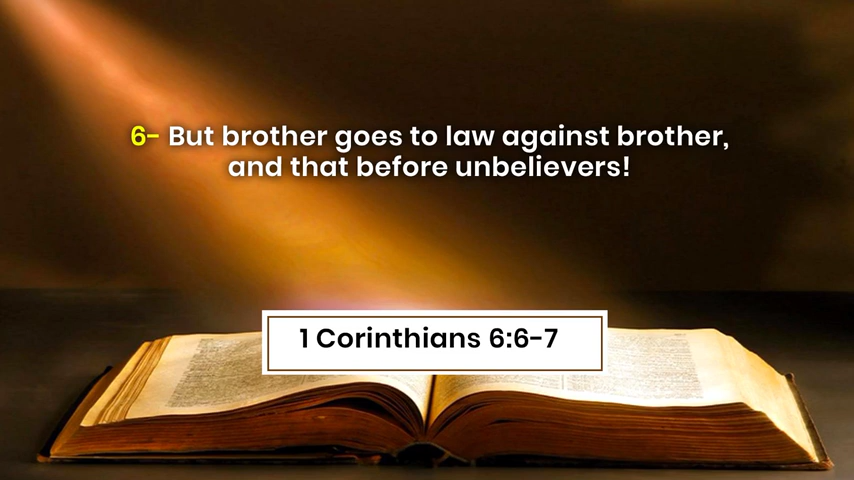 6- But brother goes to law against brother,
and that before unbelievers!
1 Corinthians 6:6-7